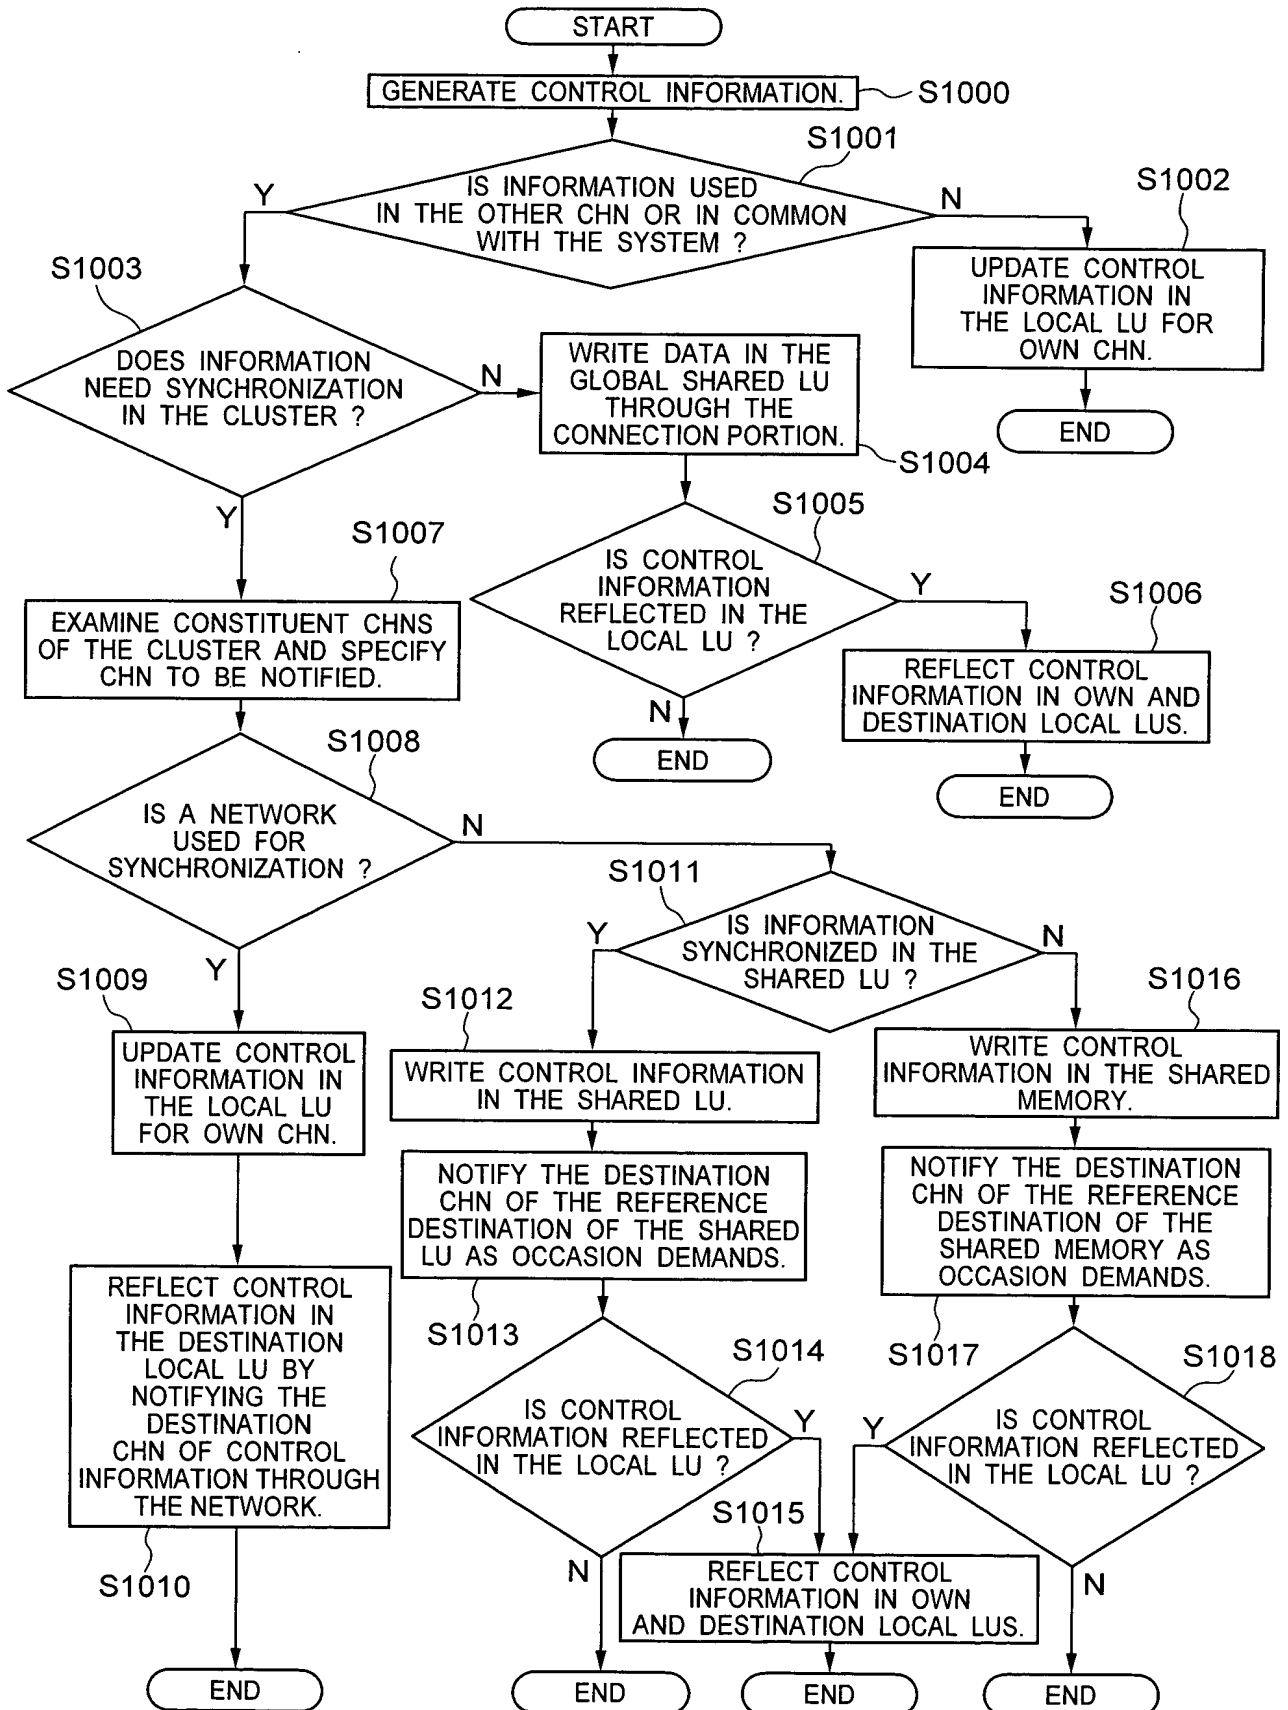 START
GENERATE CONTROL INFORMATION.
S1000
S1001
IS INFORMATION USED
IN THE OTHER CHN OR IN COMMON
WITH THE SYSTEM ?
Y
N
S1002
UPDATE CONTROL
INFORMATION IN
THE LOCAL LU FOR
OWN CHN.
END
S1003
DOES INFORMATION
NEED SYNCHRONIZATION
IN THE CLUSTER ?
N
Y
WRITE DATA IN THE
GLOBAL SHARED LU
THROUGH THE
CONNECTION PORTION.
S1004
S1005
IS CONTROL
INFORMATION
REFLECTED IN THE
LOCAL LU ?
Y
N
END
S1006
REFLECT CONTROL
INFORMATION IN OWN AND
DESTINATION LOCAL LUS.
END
S1007
EXAMINE CONSTITUENT CHNS
OF THE CLUSTER AND SPECIFY
CHN TO BE NOTIFIED.
S1008
IS A NETWORK
USED FOR
SYNCHRONIZATION ?
N
Y
S1009
UPDATE CONTROL
INFORMATION IN
THE LOCAL LU
FOR OWN CHN.
REFLECT CONTROL
INFORMATION IN
THE DESTINATION
LOCAL LU BY
NOTIFYING THE
DESTINATION
CHN OF CONTROL
INFORMATION THROUGH
THE NETWORK.
S1010
END
S1011
IS INFORMATION
SYNCHRONIZED IN THE
SHARED LU ?
Y
N
S1012
WRITE CONTROL INFORMATION
IN THE SHARED LU.
NOTIFY THE DESTINATION
CHN OF THE REFERENCE
DESTINATION OF THE SHARED
LU AS OCCASION DEMANDS.
S1013
S1014
IS CONTROL
INFORMATION REFLECTED
IN THE LOCAL LU ?
Y
N
END
S1015
REFLECT CONTROL
INFORMATION IN OWN
AND DESTINATION LOCAL LUS.
END
S1016
WRITE CONTROL
INFORMATION IN THE SHARED
MEMORY.
NOTIFY THE DESTINATION
CHN OF THE REFERENCE
DESTINATION OF THE
SHARED MEMORY AS
OCCASION DEMANDS.
S1017
S1018
IS CONTROL
INFORMATION REFLECTED
IN THE LOCAL LU ?
Y
N
END